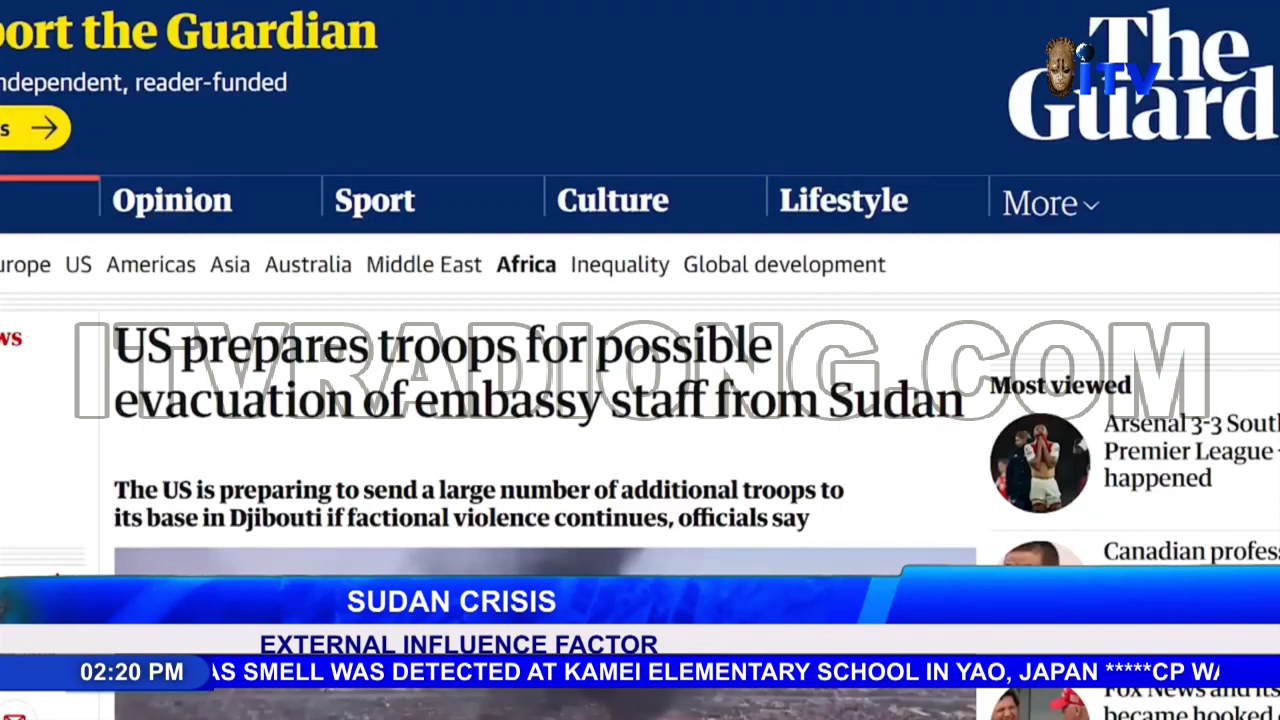 port the Guardian
independent, reader-funded
s
The
Guard
iTV
Opinion
Sport
Culture
Lifestyle
More
urope US Americas Asia Australia Middle East Africa Inequality Global development
ws
US prepares troops for possible
evacuation of embassy staff from Sudan
ITVRADIONG.COM
The US is preparing to send a large number of additional troops to
its base in Djibouti if factional violence continues, officials say
Most viewed
Arsenal 3-3 South
Premier League -
happened
Canadian profess
SUDAN CRISIS
EXTERNAL INFLUENCE FACTOR
02:20 PM
AS SMELL WAS DETECTED AT KAMEI ELEMENTARY SCHOOL IN YAO, JAPAN *****CP WA
Fox News and its
became hooked